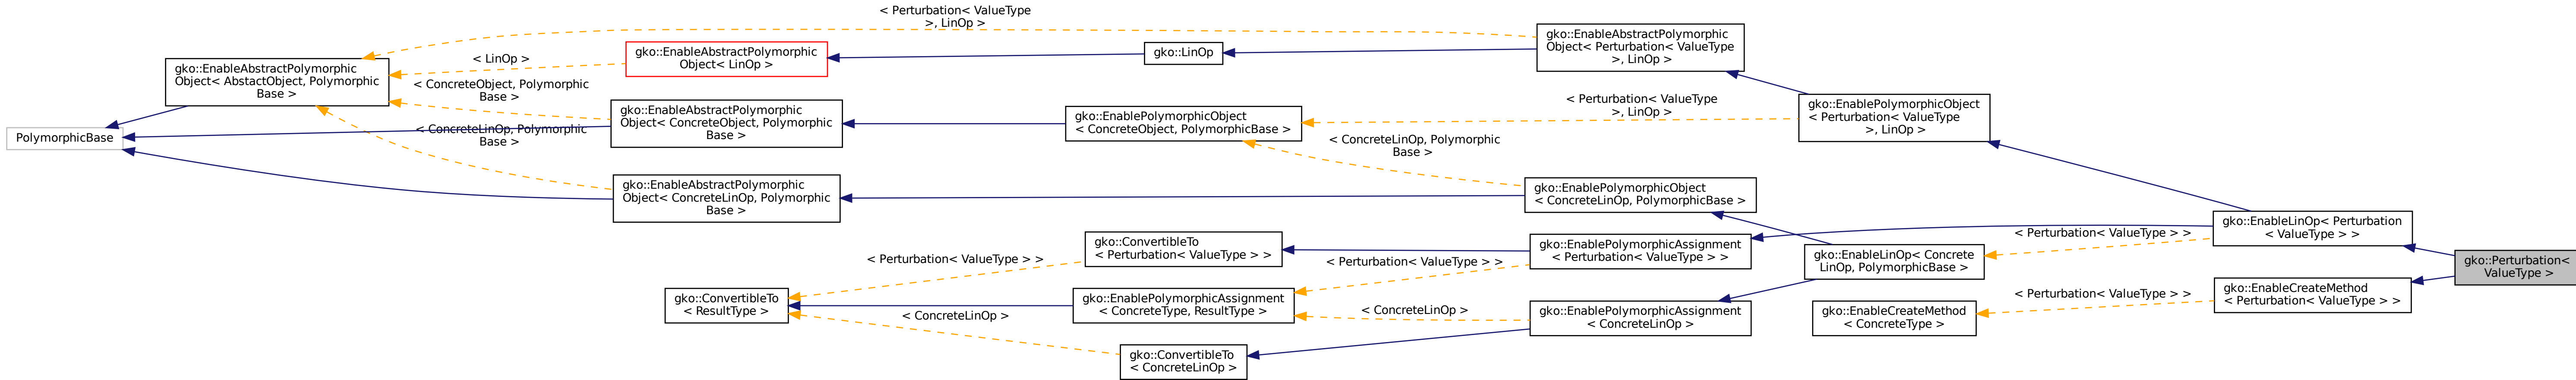 < Perturbation< ValueType
>, LinOp >
gko::EnableAbstractPolymorphic
Object< Perturbation< ValueType
>, LinOp >
gko::EnableAbstractPolymorphic
Object< LinOp >
gko::LinOp
< LinOp >
gko::EnableAbstractPolymorphic
Object< AbstactObject, Polymorphic
Base >
< ConcreteObject, Polymorphic
Base >
gko::EnableAbstractPolymorphic
Object< ConcreteObject, Polymorphic
Base >
gko::EnablePolymorphicObject
< ConcreteObject, PolymorphicBase >
< Perturbation< ValueType
>, LinOp >
gko::EnablePolymorphicObject
< Perturbation< ValueType
>, LinOp >
PolymorphicBase
< ConcreteLinOp, Polymorphic
Base >
< ConcreteLinOp, Polymorphic
Base >
gko::EnableAbstractPolymorphic
Object< ConcreteLinOp, Polymorphic
Base >
gko::EnablePolymorphicObject
< ConcreteLinOp, PolymorphicBase >
gko::EnableLinOp< Perturbation
< ValueType > >
gko::ConvertibleTo
< Perturbation< ValueType > >
gko::EnablePolymorphicAssignment
< Perturbation< ValueType > >
< Perturbation< ValueType > >
gko::EnableLinOp< Concrete
LinOp, PolymorphicBase >
gko::Perturbation<
ValueType >
< Perturbation< ValueType > >
< Perturbation< ValueType > >
gko::ConvertibleTo
< ResultType >
gko::EnablePolymorphicAssignment
< ConcreteType, ResultType >
< ConcreteLinOp >
< ConcreteLinOp >
gko::EnablePolymorphicAssignment
< ConcreteLinOp >
gko::EnableCreateMethod
< ConcreteType >
< Perturbation< ValueType > >
gko::EnableCreateMethod
< Perturbation< ValueType > >
gko::ConvertibleTo
< ConcreteLinOp >